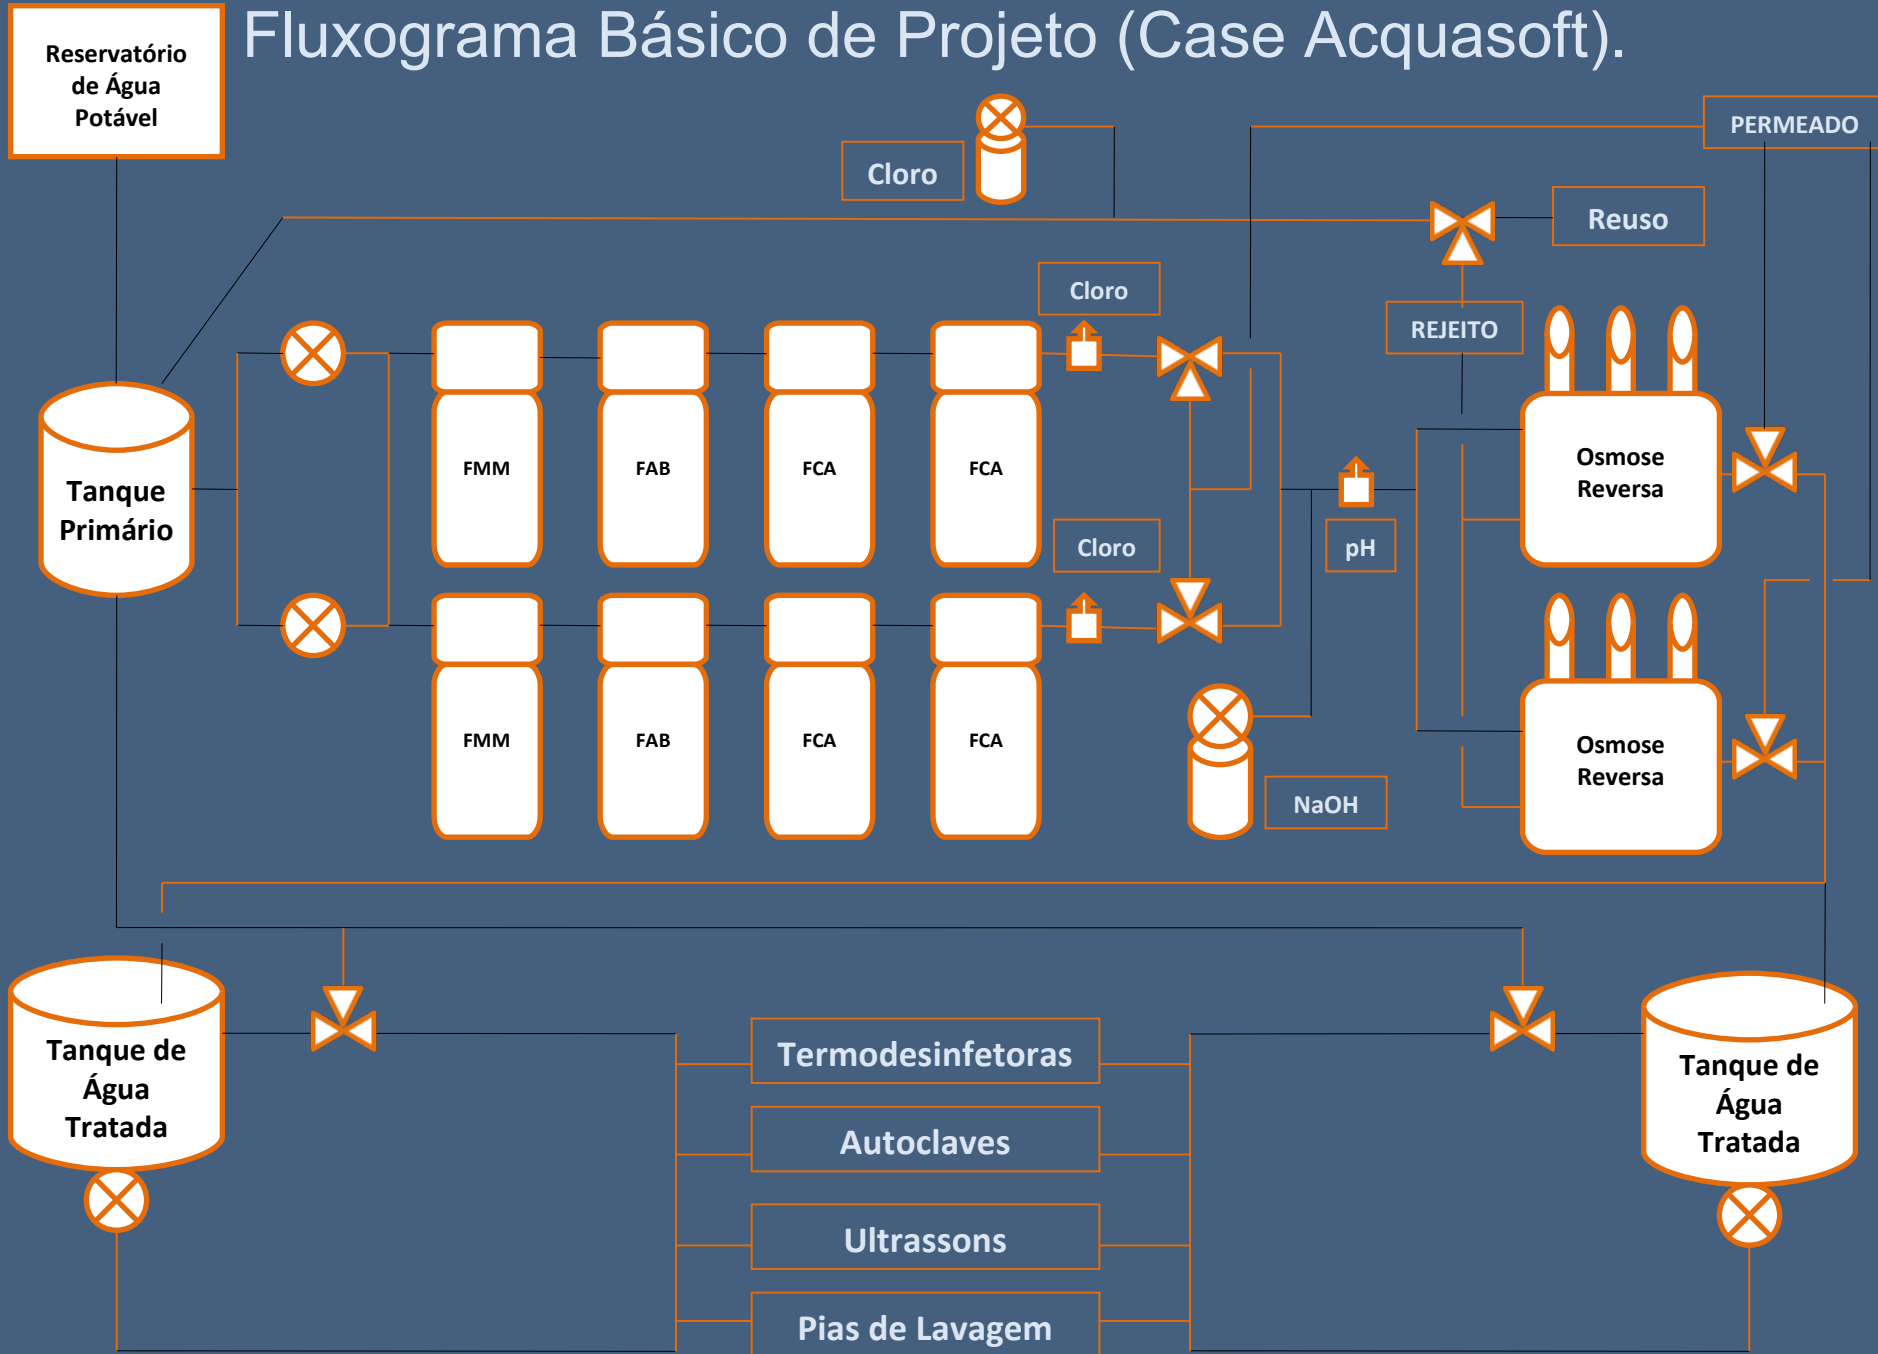 Fluxograma Básico de Projeto (Case Acquasoft).
Reservatório
de Água
Potável
PERMEADO
Cloro
Reuso
Cloro
REJEITO
FMM
FAB
FCA
FCA
Osmose
Reversa
Tanque
Primário
Cloro
pH
FMM
FAB
FCA
FCA
Osmose
Reversa
NaOH
Tanque de
Água
Tratada
Termodesinfetoras
Autoclaves
Ultrassons
Pias de Lavagem
Tanque de
Água
Tratada